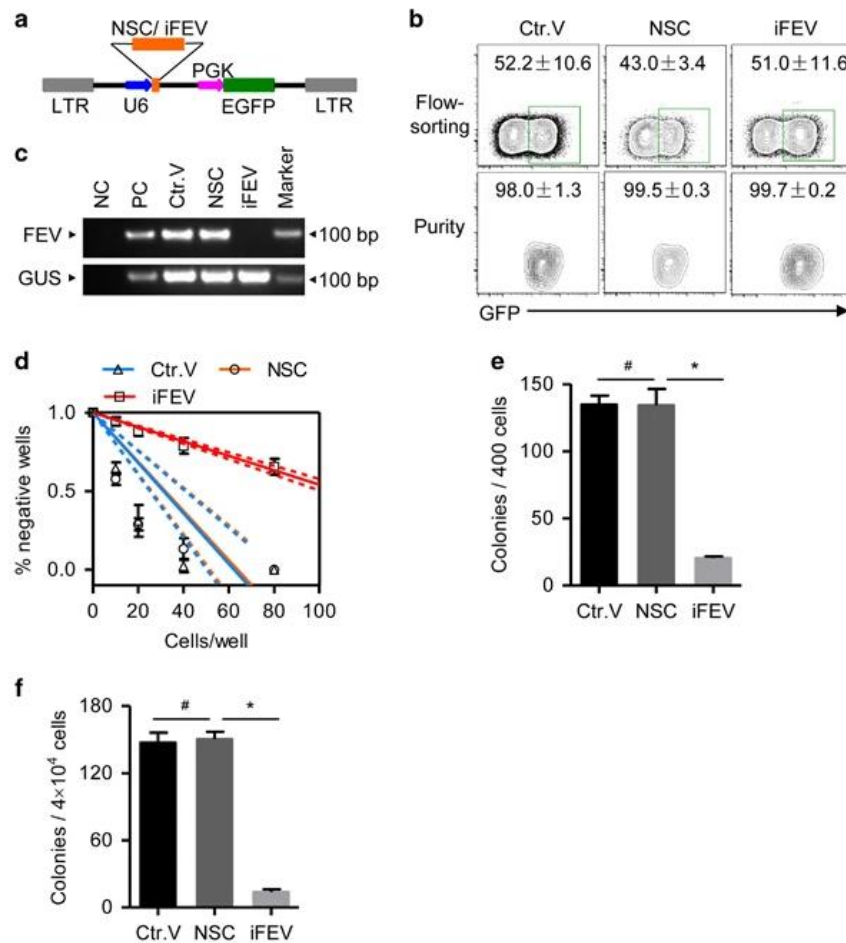 a
NSC/ iFEV
PGK
LTR
U6
EGFP
LTR
b
Ctr.V
NSC
iFEV
Flow-
sorting
52.2±10.6
43.0±3.4
51.0±11.6
Purity
98.0±1.3
99.5±0.3
99.7±0.2
GFP
c
NC
PC
Ctr.V
NSC
iFEV
Marker
FEV
100 bp
GUS
100 bp
d
Ctr.V
NSC
iFEV
% negative wells
1.0
0.5
0.0
0 20 40 60 80 100
Cells/well
e
Colonies / 400 cells
150
100
50
0
#
*
Ctr.V NSC iFEV
f
Colonies / 4×10⁴ cells
180
120
60
0
#
*
Ctr.V NSC iFEV